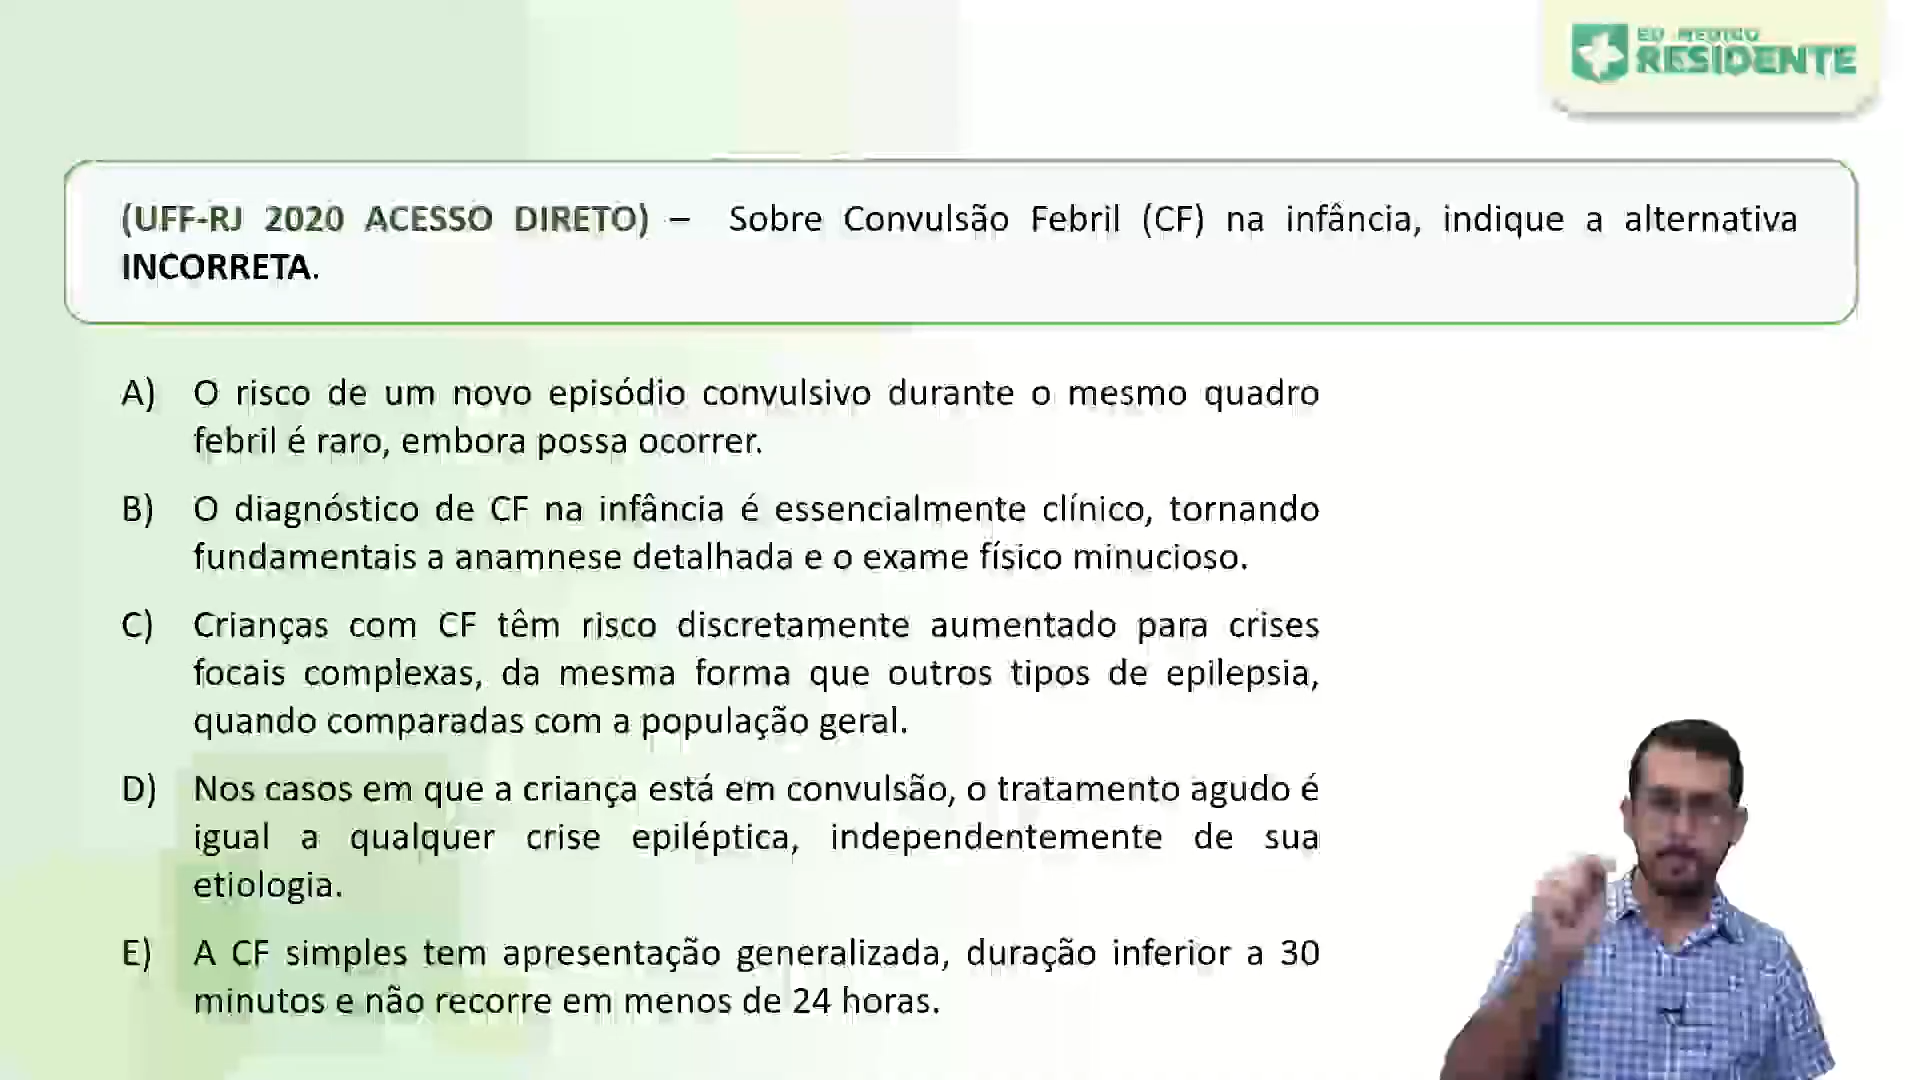 EU MÉDICO
RESIDENTE
(UFF-RJ 2020 ACESSO DIRETO) – Sobre Convulsão Febril (CF) na infância, indique a alternativa
INCORRETA.
A) O risco de um novo episódio convulsivo durante o mesmo quadro
febril é raro, embora possa ocorrer.
B) O diagnóstico de CF na infância é essencialmente clínico, tornando
fundamentais a anamnese detalhada e o exame físico minucioso.
C) Crianças com CF têm risco discretamente aumentado para crises
focais complexas, da mesma forma que outros tipos de epilepsia,
quando comparadas com a população geral.
D) Nos casos em que a criança está em convulsão, o tratamento agudo é
igual a qualquer crise epiléptica, independentemente de sua
etiologia.
E) A CF simples tem apresentação generalizada, duração inferior a 30
minutos e não recorre em menos de 24 horas.